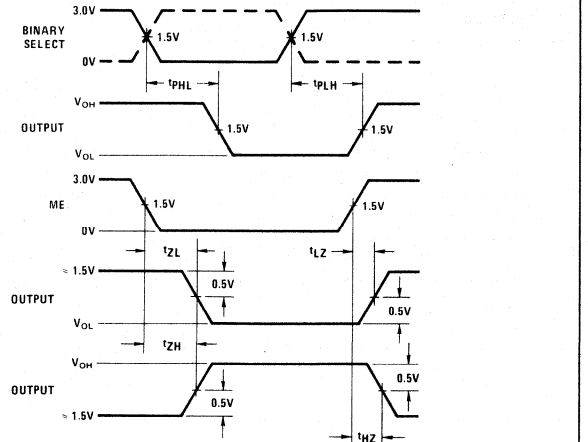 3.0V
BINARY
SELECT
1.5V
1.5V
0V
tPHL
tPLH
VOH
OUTPUT
1.5V
1.5V
VOL
3.0V
ME
1.5V
1.5V
0V
tZL
tLZ
≈ 1.5V
0.5V
OUTPUT
0.5V
VOL
tZH
VOH
0.5V
OUTPUT
0.5V
≈ 1.5V
tHZ